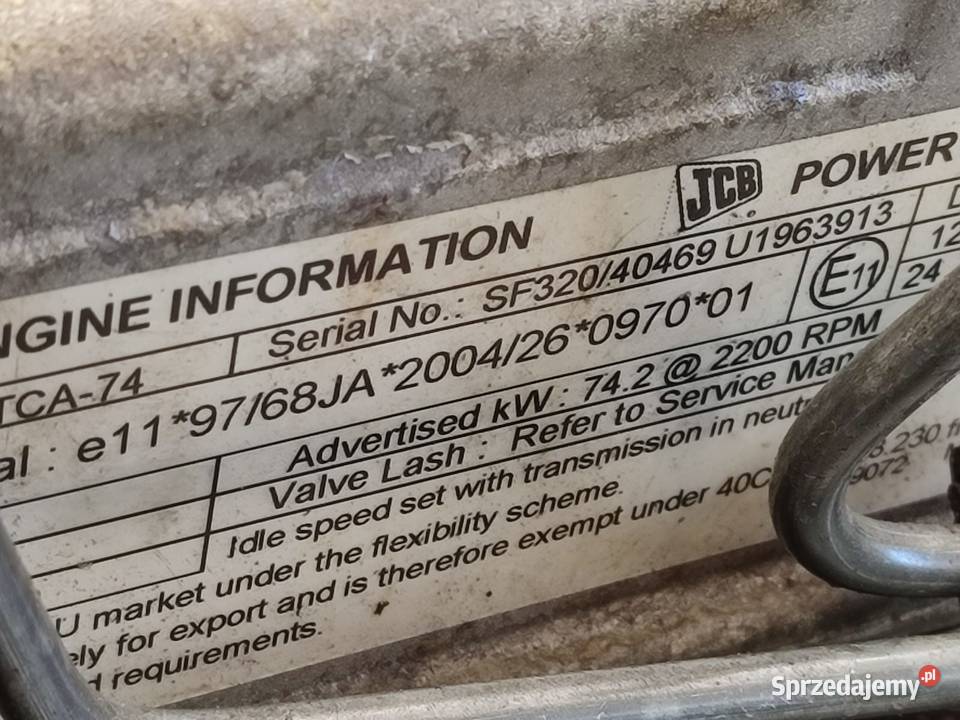 NGINE INFORMATION JCB POWER
TCA-74 Serial No.: SF320/40469 U1963913
al : e11*97/68JA*2004/26*0970*01 E11 12
24
Advertised kW : 74.2 @ 2200 RPM
Valve Lash : Refer to Service Man
Idle speed set with transmission in neut
U market under the flexibility scheme.
ely for export and is therefore exempt under 40C 8.230 9072
requirements.
Sprzedajemy.pl